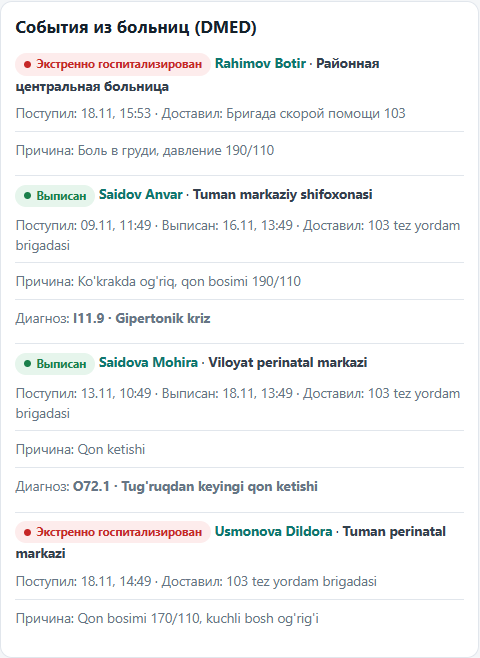 События из больниц (DMED)
Экстренно госпитализирован Rahimov Botir · Районная
центральная больница
Поступил: 18.11, 15:53 · Доставил: Бригада скорой помощи 103
Причина: Боль в груди, давление 190/110
Выписан Saidov Anvar · Tuman markaziy shifoxonasi
Поступил: 09.11, 11:49 · Выписан: 16.11, 13:49 · Доставил: 103 tez yordam
brigadasi
Причина: Ko'krakda og'riq, qon bosimi 190/110
Диагноз: I11.9 · Gipertonik kriz
Выписан Saidova Mohira · Viloyat perinatal markazi
Поступил: 13.11, 10:49 · Выписан: 18.11, 13:49 · Доставил: 103 tez yordam
brigadasi
Причина: Qon ketishi
Диагноз: O72.1 · Tug'ruqdan keyingi qon ketishi
Экстренно госпитализирован Usmonova Dildora · Tuman perinatal
markazi
Поступил: 18.11, 14:49 · Доставил: 103 tez yordam brigadasi
Причина: Qon bosimi 170/110, kuchli bosh og'rig'i